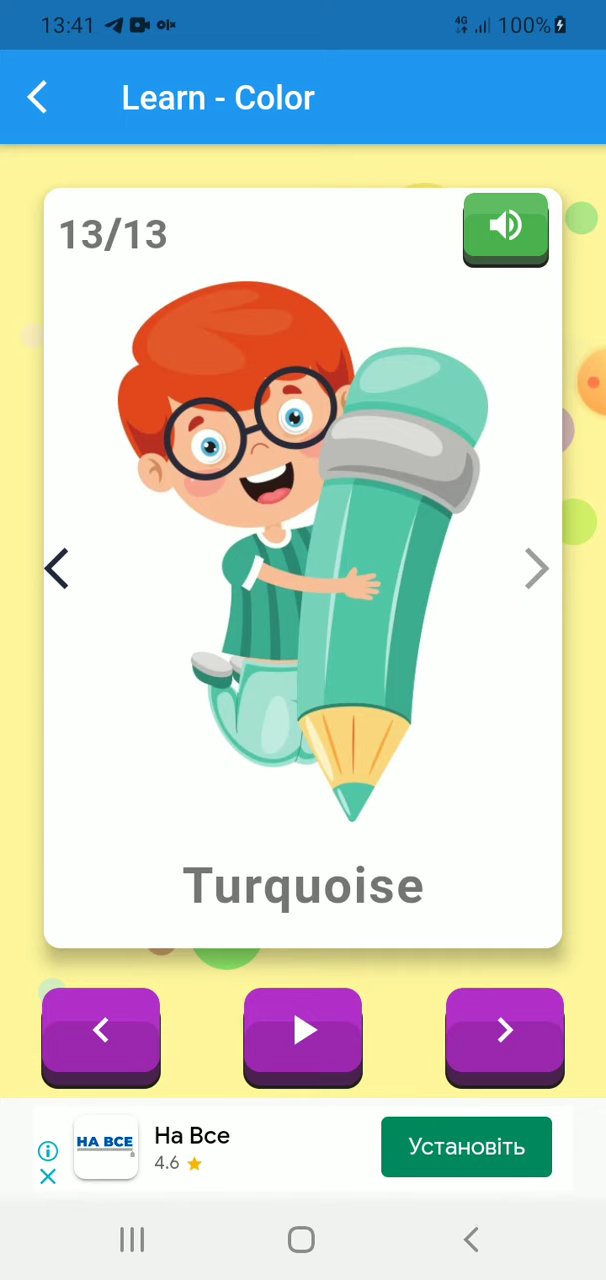 13:41
4G
100%
Learn - Color
13/13
Turquoise
НА ВСЕ
На Все
4.6
Установіть